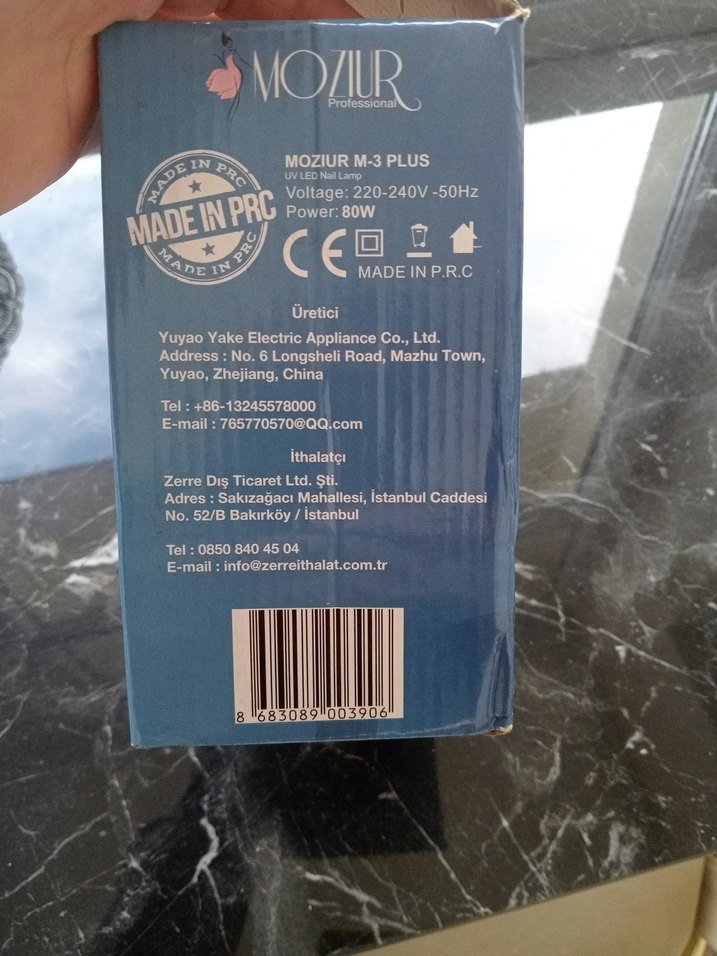 MOZIUR
Professional
MADE IN PRC
MADE IN PRC
MADE IN PRC
MOZIUR M-3 PLUS
UV LED Nail Lamp
Voltage: 220-240V -50Hz
Power: 80W
CE
MADE IN P.R.C
Üretici
Yuyao Yake Electric Appliance Co., Ltd.
Address : No. 6 Longsheli Road, Mazhu Town,
Yuyao, Zhejiang, China
Tel : +86-13245578000
E-mail : 765770570@QQ.com
İthalatçı
Zerre Dış Ticaret Ltd. Şti.
Adres : Sakızağacı Mahallesi, İstanbul Caddesi
No. 52/B Bakırköy / İstanbul
Tel : 0850 840 45 04
E-mail : info@zerreithalat.com.tr
8 683089 003906